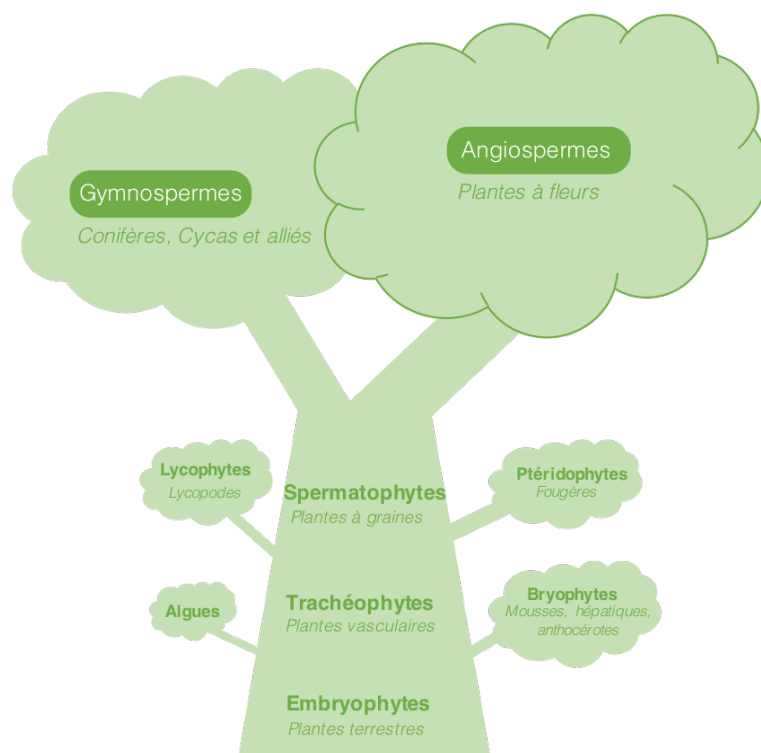 Angiospermes
Plantes à fleurs
Gymnospermes
Conifères, Cycas et alliés
Lycophytes
Lycopodes
Spermatophytes
Plantes à graines
Ptéridophytes
Fougères
Algues
Trachéophytes
Plantes vasculaires
Bryophytes
Mousses, hépatiques,
anthocérotes
Embryophytes
Plantes terrestres